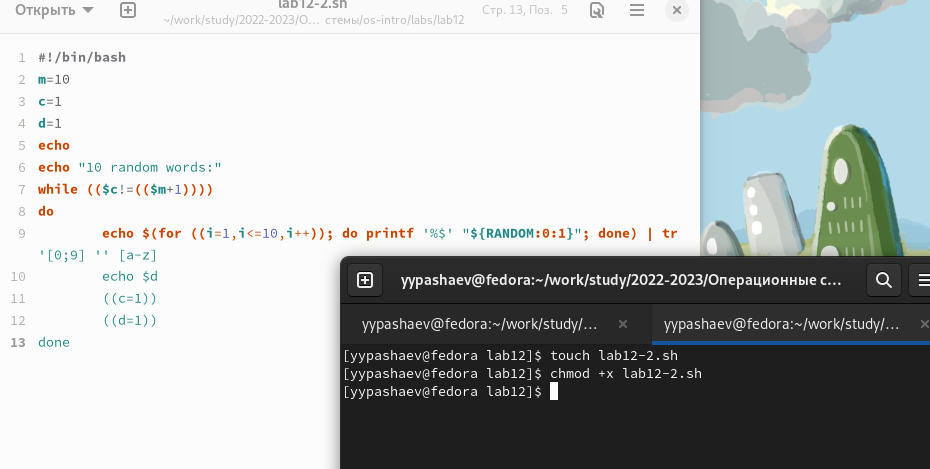 Открыть
lab12-2.sh
~/work/study/2022-2023/О... стемы/os-intro/labs/lab12
Стр. 13, Поз. 5
1 #!/bin/bash
2 m=10
3 c=1
4 d=1
5 echo
6 echo "10 random words:"
7 while (($c!=(($m+1))))
8 do
9 echo $(for ((i=1,i<=10,i++)); do printf '%$' "${RANDOM:0:1}"; done) | tr
'[0;9] '' [a-z]
10 echo $d
11 ((c=1))
12 ((d=1))
13 done
yypashaev@fedora:~/work/study/2022-2023/Операционные с...
yypashaev@fedora:~/work/study/...
yypashaev@fedora:~/work/study/...
[yypashaev@fedora lab12]$ touch lab12-2.sh
[yypashaev@fedora lab12]$ chmod +x lab12-2.sh
[yypashaev@fedora lab12]$